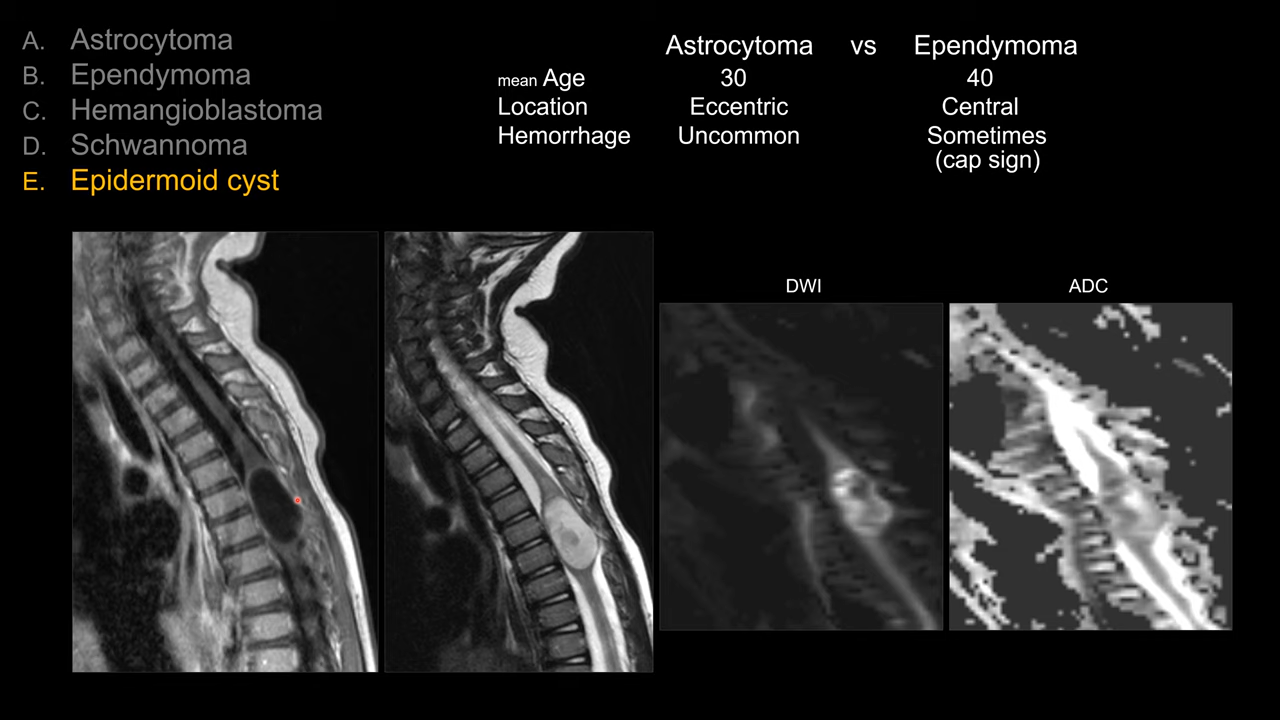 A. Astrocytoma
B. Ependymoma
C. Hemangioblastoma
D. Schwannoma
E. Epidermoid cyst
Astrocytoma vs Ependymoma
mean Age 30 40
Location Eccentric Central
Hemorrhage Uncommon Sometimes
(cap sign)
DWI ADC